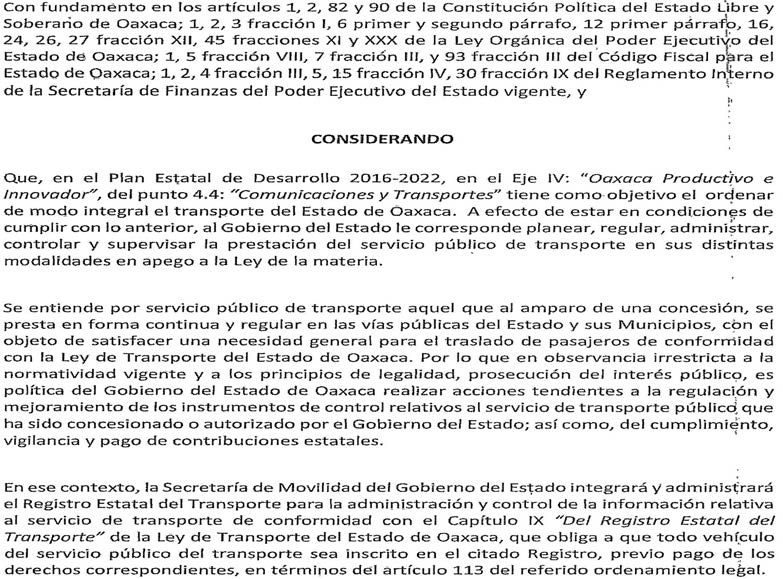 Con fundamento en los artículos 1, 2, 82 y 90 de la Constitución Política del Estado Libre y
Soberano de Oaxaca; 1, 2, 3 fracción I, 6 primer y segundo párrafo, 12 primer párrafo, 16,
24, 26, 27 fracción XII, 45 fracciones XI y XXX de la Ley Orgánica del Poder Ejecutivo del
Estado de Oaxaca; 1, 5 fracción VIII, 7 fracción III, y 93 fracción III del Código Fiscal para el
Estado de Oaxaca; 1, 2, 4 fracción III, 5, 15 fracción IV, 30 fracción IX del Reglamento Interno
de la Secretaría de Finanzas del Poder Ejecutivo del Estado vigente, y
CONSIDERANDO
Que, en el Plan Estatal de Desarrollo 2016-2022, en el Eje IV: "Oaxaca Productivo e
Innovador", del punto 4.4: "Comunicaciones y Transportes" tiene como objetivo el ordenar
de modo integral el transporte del Estado de Oaxaca. A efecto de estar en condiciones de
cumplir con lo anterior, al Gobierno del Estado le corresponde planear, regular, administrar,
controlar y supervisar la prestación del servicio público de transporte en sus distintas
modalidades en apego a la Ley de la materia.
Se entiende por servicio público de transporte aquel que al amparo de una concesión, se
presta en forma continua y regular en las vías públicas del Estado y sus Municipios, con el
objeto de satisfacer una necesidad general para el traslado de pasajeros de conformidad
con la Ley de Transporte del Estado de Oaxaca. Por lo que en observancia irrestricta a la
normatividad vigente y a los principios de legalidad, prosecución del interés público, es
política del Gobierno del Estado de Oaxaca realizar acciones tendientes a la regulación y
mejoramiento de los instrumentos de control relativos al servicio de transporte público que
ha sido concesionado o autorizado por el Gobierno del Estado; así como, del cumplimiento,
vigilancia y pago de contribuciones estatales.
En ese contexto, la Secretaría de Movilidad del Gobierno del Estado integrará y administrará
el Registro Estatal del Transporte para la administración y control de la información relativa
al servicio de transporte de conformidad con el Capítulo IX "Del Registro Estatal del
Transporte" de la Ley de Transporte del Estado de Oaxaca, que obliga a que todo vehículo
del servicio público del transporte sea inscrito en el citado Registro, previo pago de los
derechos correspondientes, en términos del artículo 113 del referido ordenamiento legal.